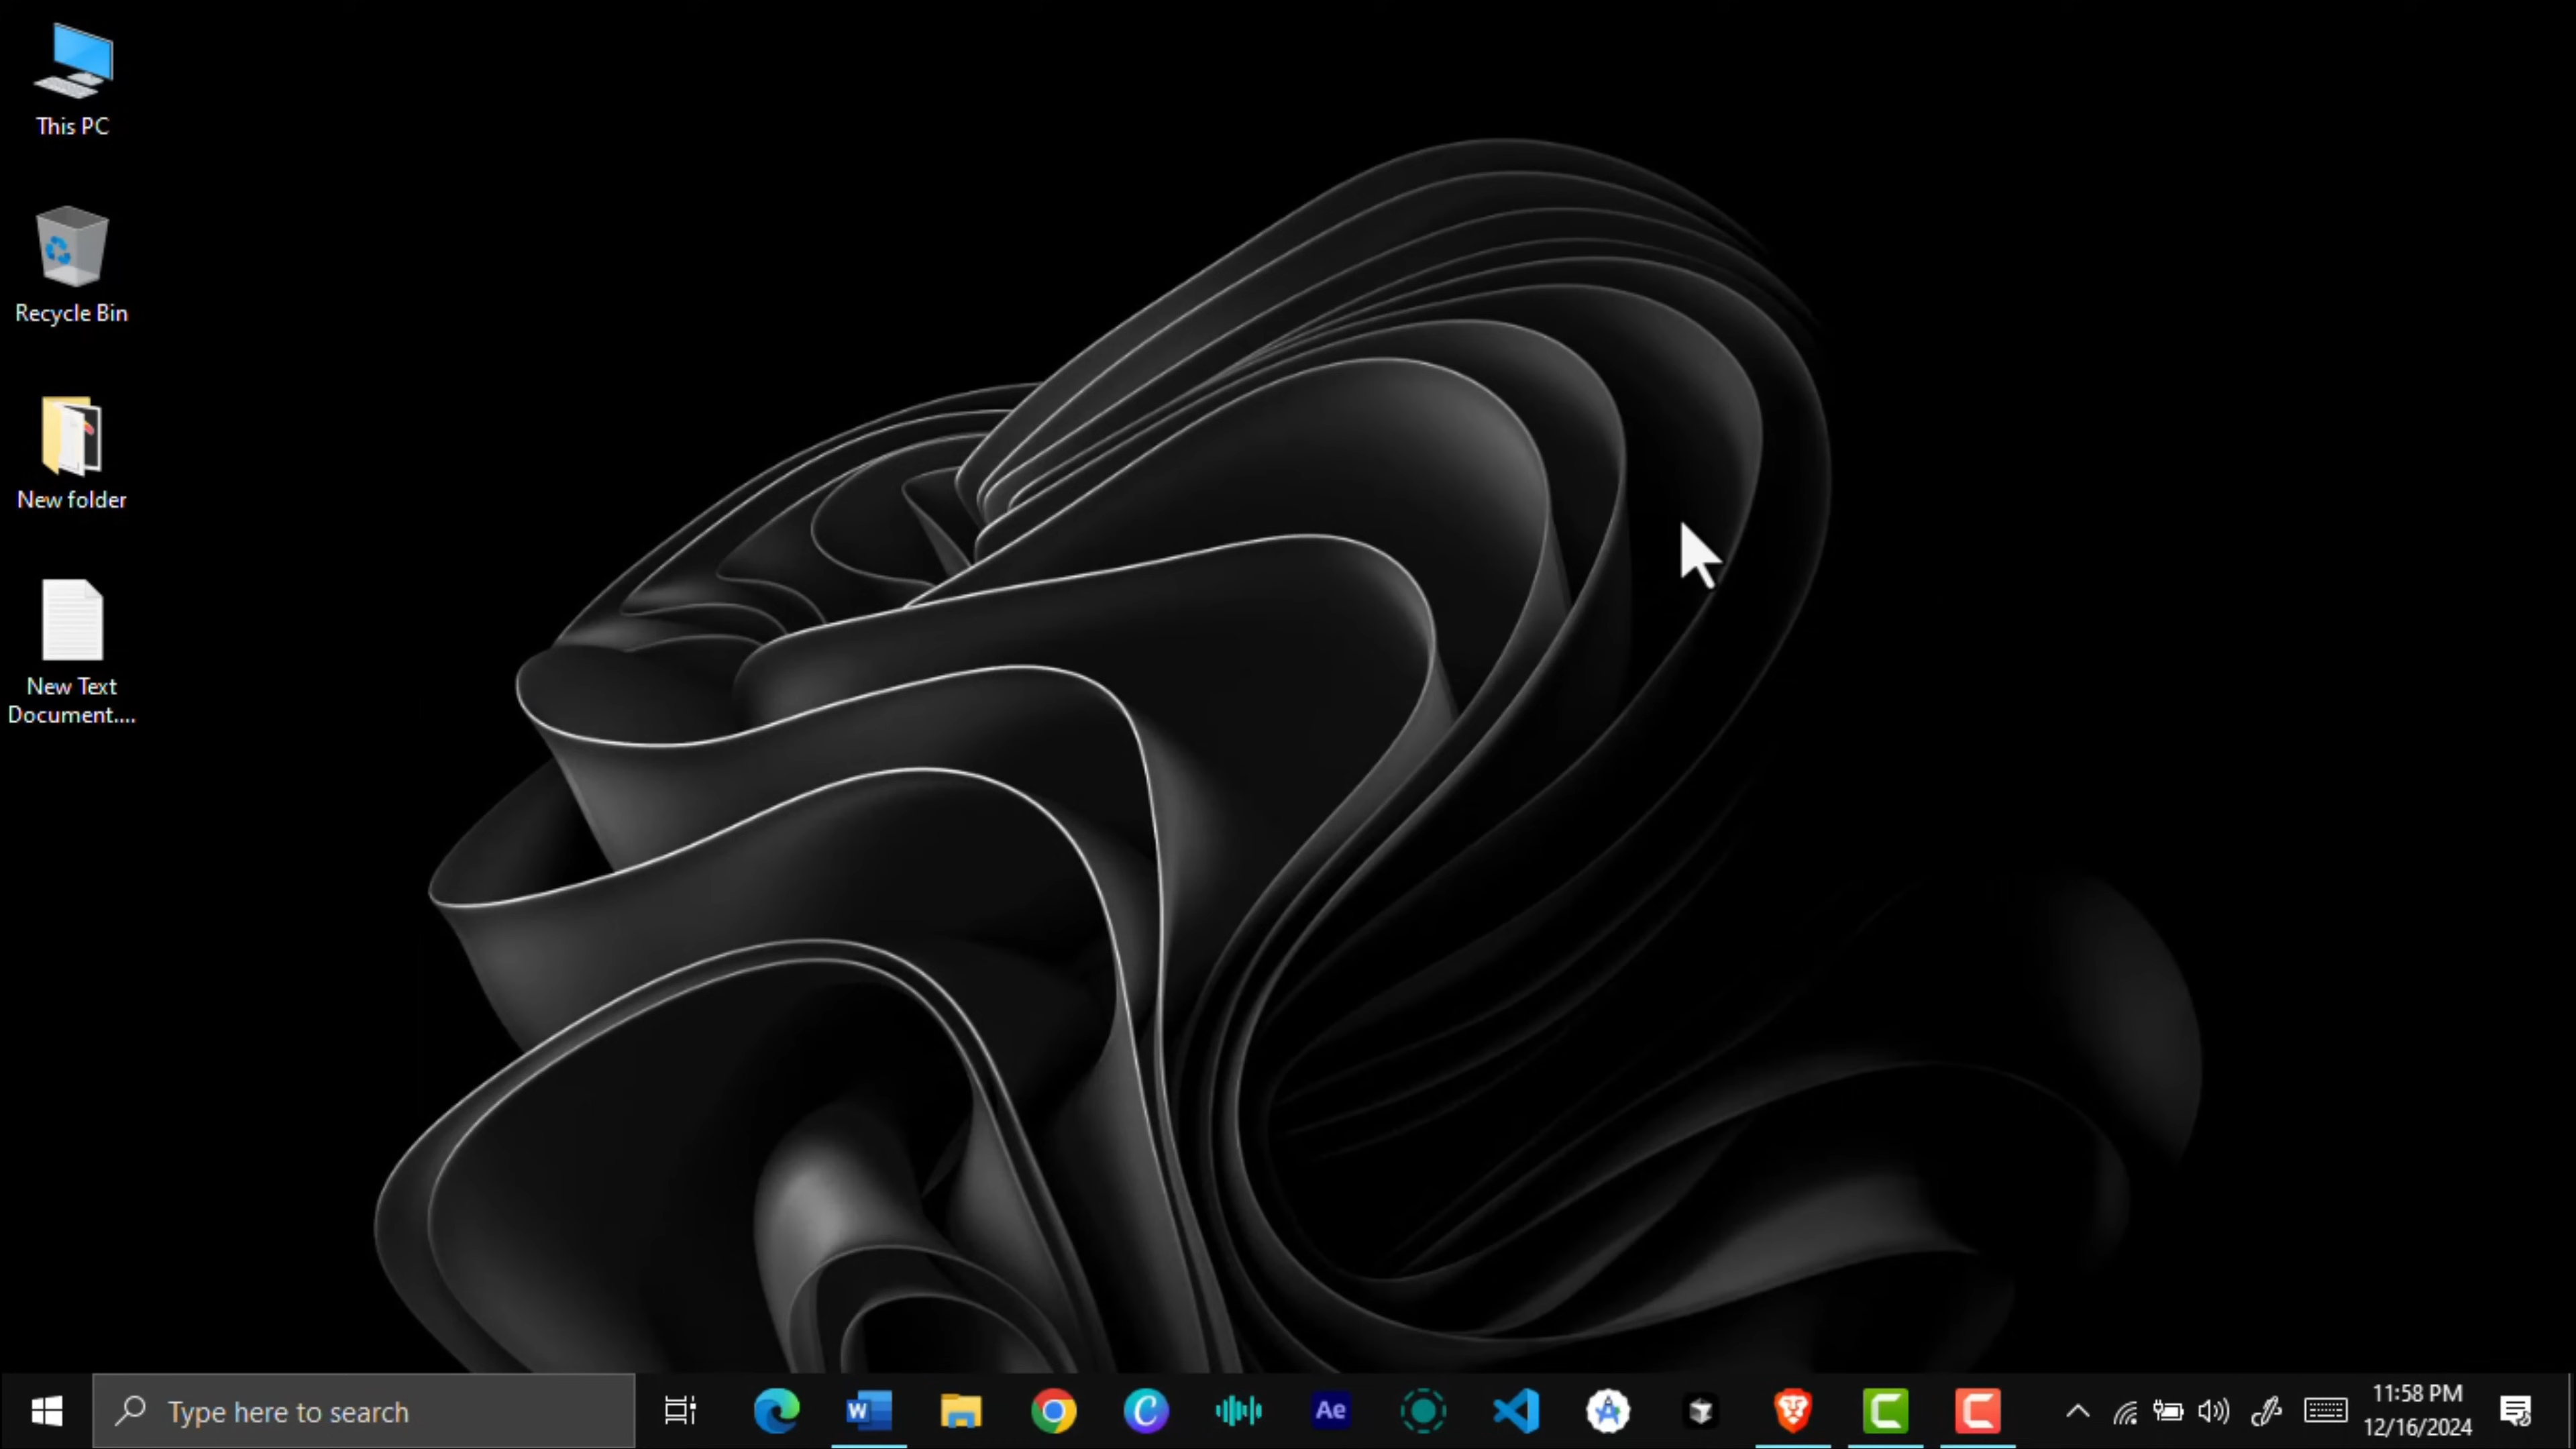 This PC
Recycle Bin
New folder
New Text
Document....
Type here to search
W
C
Ae
C
C
11:58 PM
12/16/2024